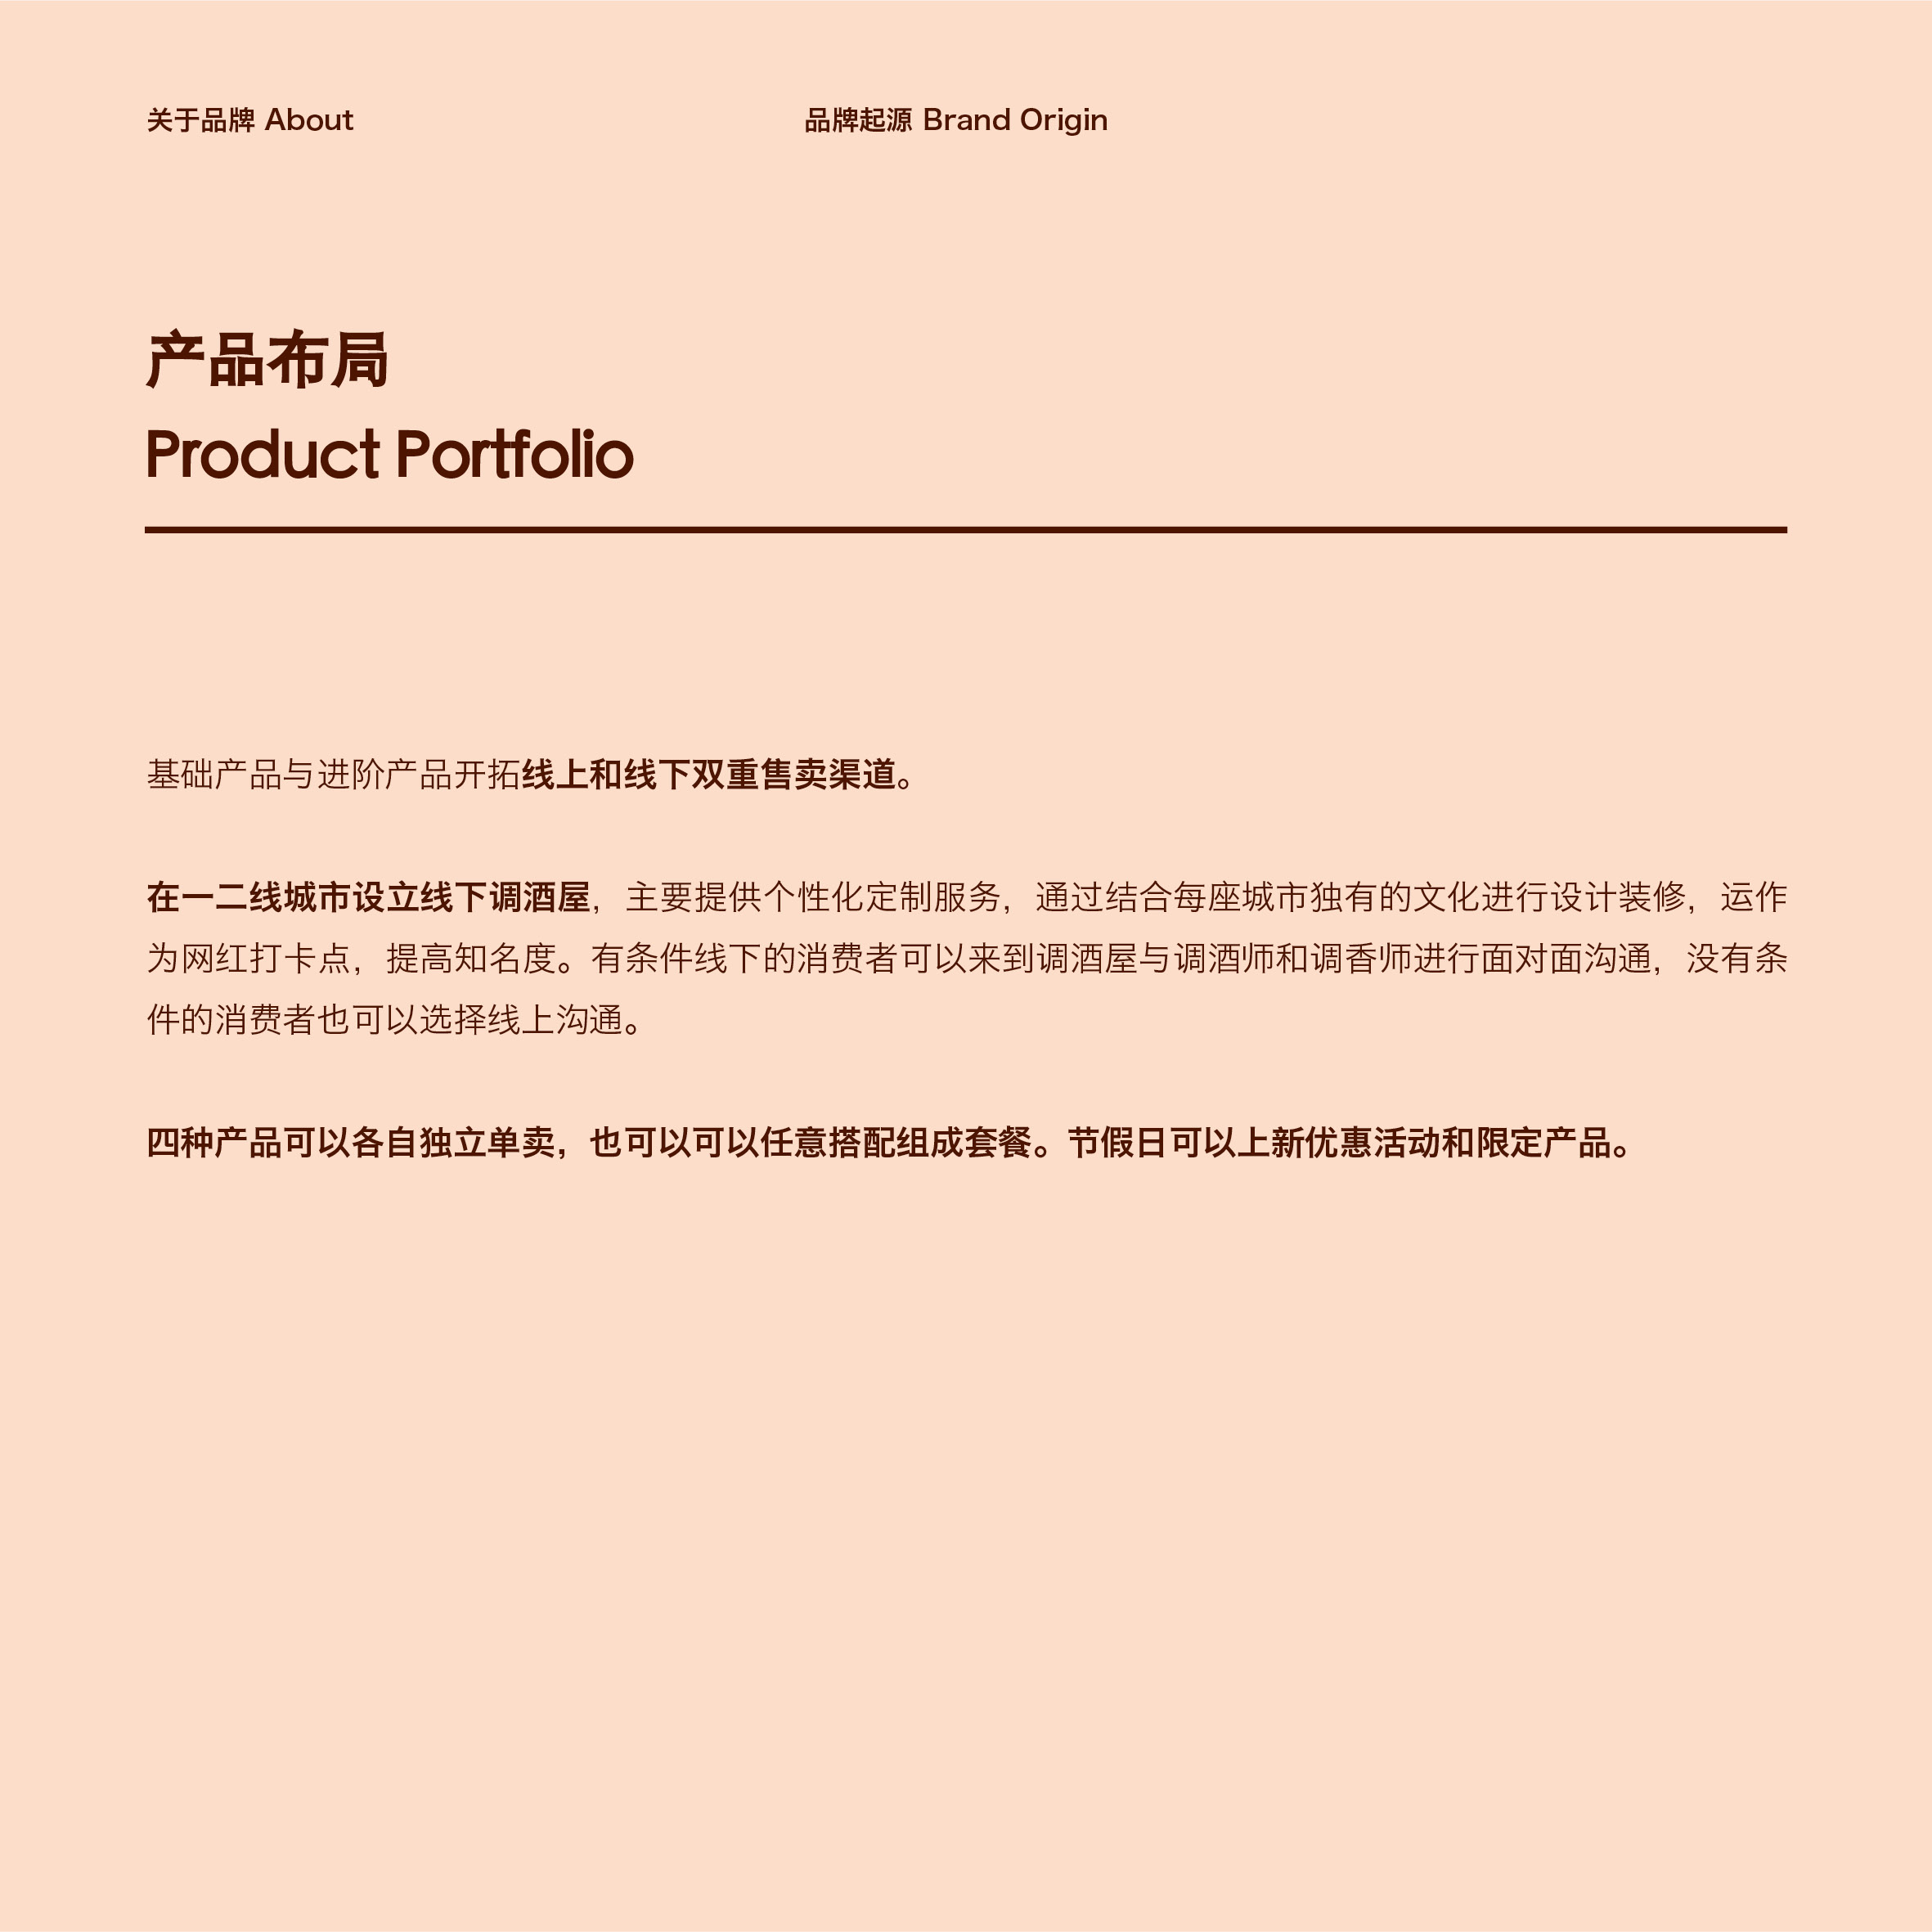 关于品牌 About
品牌起源 Brand Origin
产品布局
Product Portfolio
基础产品与进阶产品开拓线上和线下双重售卖渠道。
在一二线城市设立线下调酒屋，主要提供个性化定制服务，通过结合每座城市独有的文化进行设计装修，运作
为网红打卡点，提高知名度。有条件线下的消费者可以来到调酒屋与调酒师和调香师进行面对面沟通，没有条
件的消费者也可以选择线上沟通。
四种产品可以各自独立单卖，也可以可以任意搭配组成套餐。节假日可以上新优惠活动和限定产品。